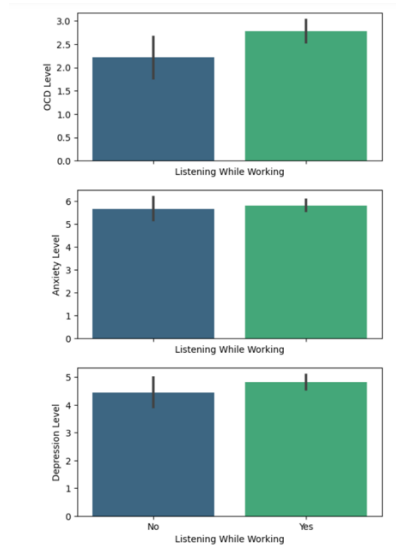 3.0
2.5
2.0
1.5
1.0
0.5
0.0
OCD Level
Listening While Working
6
5
4
3
2
1
0
Anxiety Level
Listening While Working
5
4
3
2
1
0
Depression Level
No Yes
Listening While Working